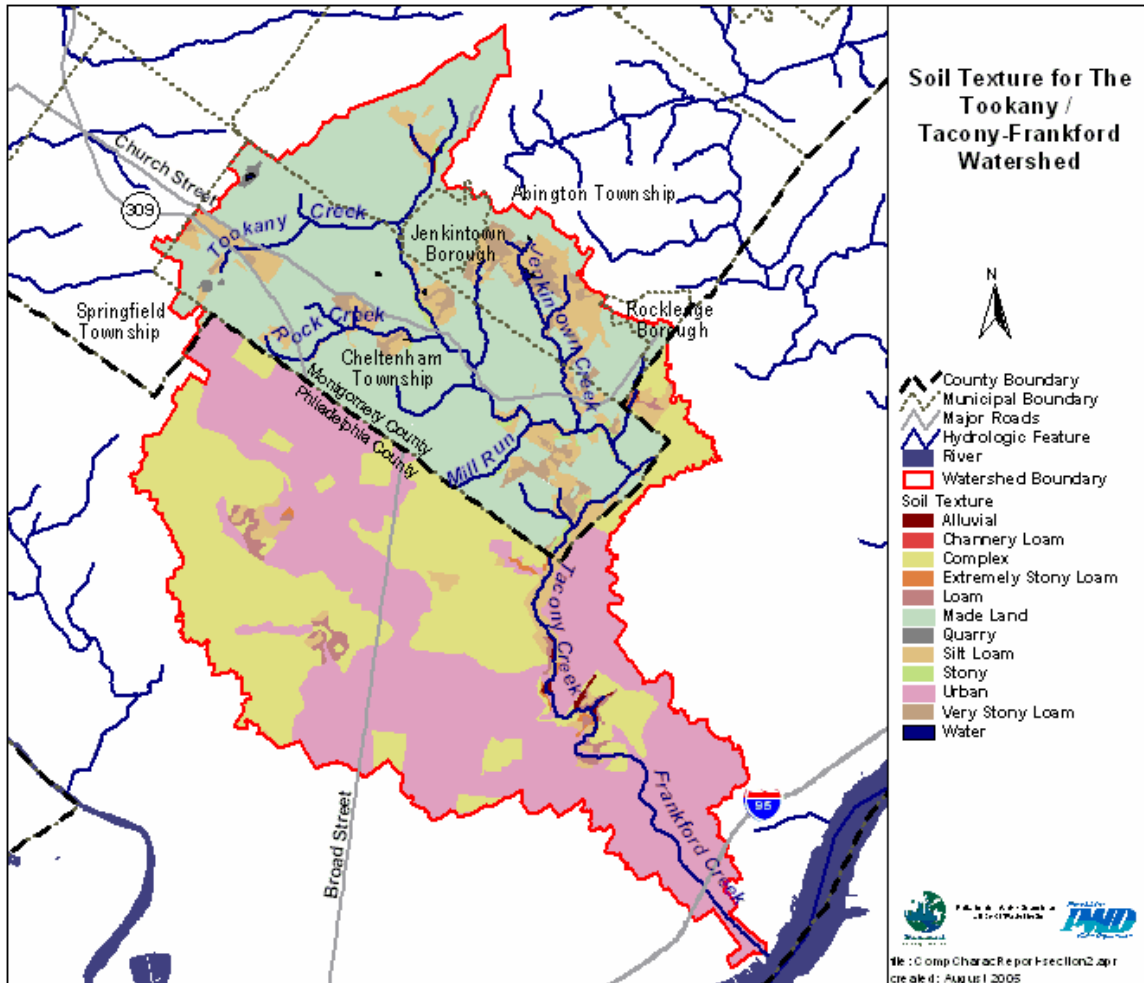 Soil Texture for The
Tookany /
Tacony-Frankford
Watershed
N
County Boundary
Municipal Boundary
Major Roads
Hydrologic Feature
River
Watershed Boundary
Soil Texture
Alluvial
Channery Loam
Complex
Extremely Stony Loam
Loam
Made Land
Quarry
Silt Loam
Stony
Urban
Very Stony Loam
Water
PWD
file: CompCharacReport-section2.apr
created: August 2005
Church Street
309
Tookany Creek
Abington Township
Jenkintown
Borough
Jenkintown Creek
Springfield
Township
Rock Creek
Rockledge
Borough
Cheltenham
Township
Montgomery County
Philadelphia County
Mill Run
Tacony Creek
Broad Street
Frankford Creek
95